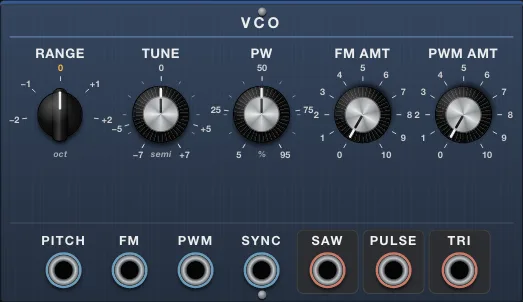 VCO
RANGE TUNE PW FM AMT PWM AMT
0 0 50 5 5
4 6 4 6
−1 +1 3 7 3 7
−2 +2 −5 +5 25 75 2 8 2 8
1 9 1 9
oct −7 semi +7 5 % 95 0 10 0 10
PITCH FM PWM SYNC SAW PULSE TRI